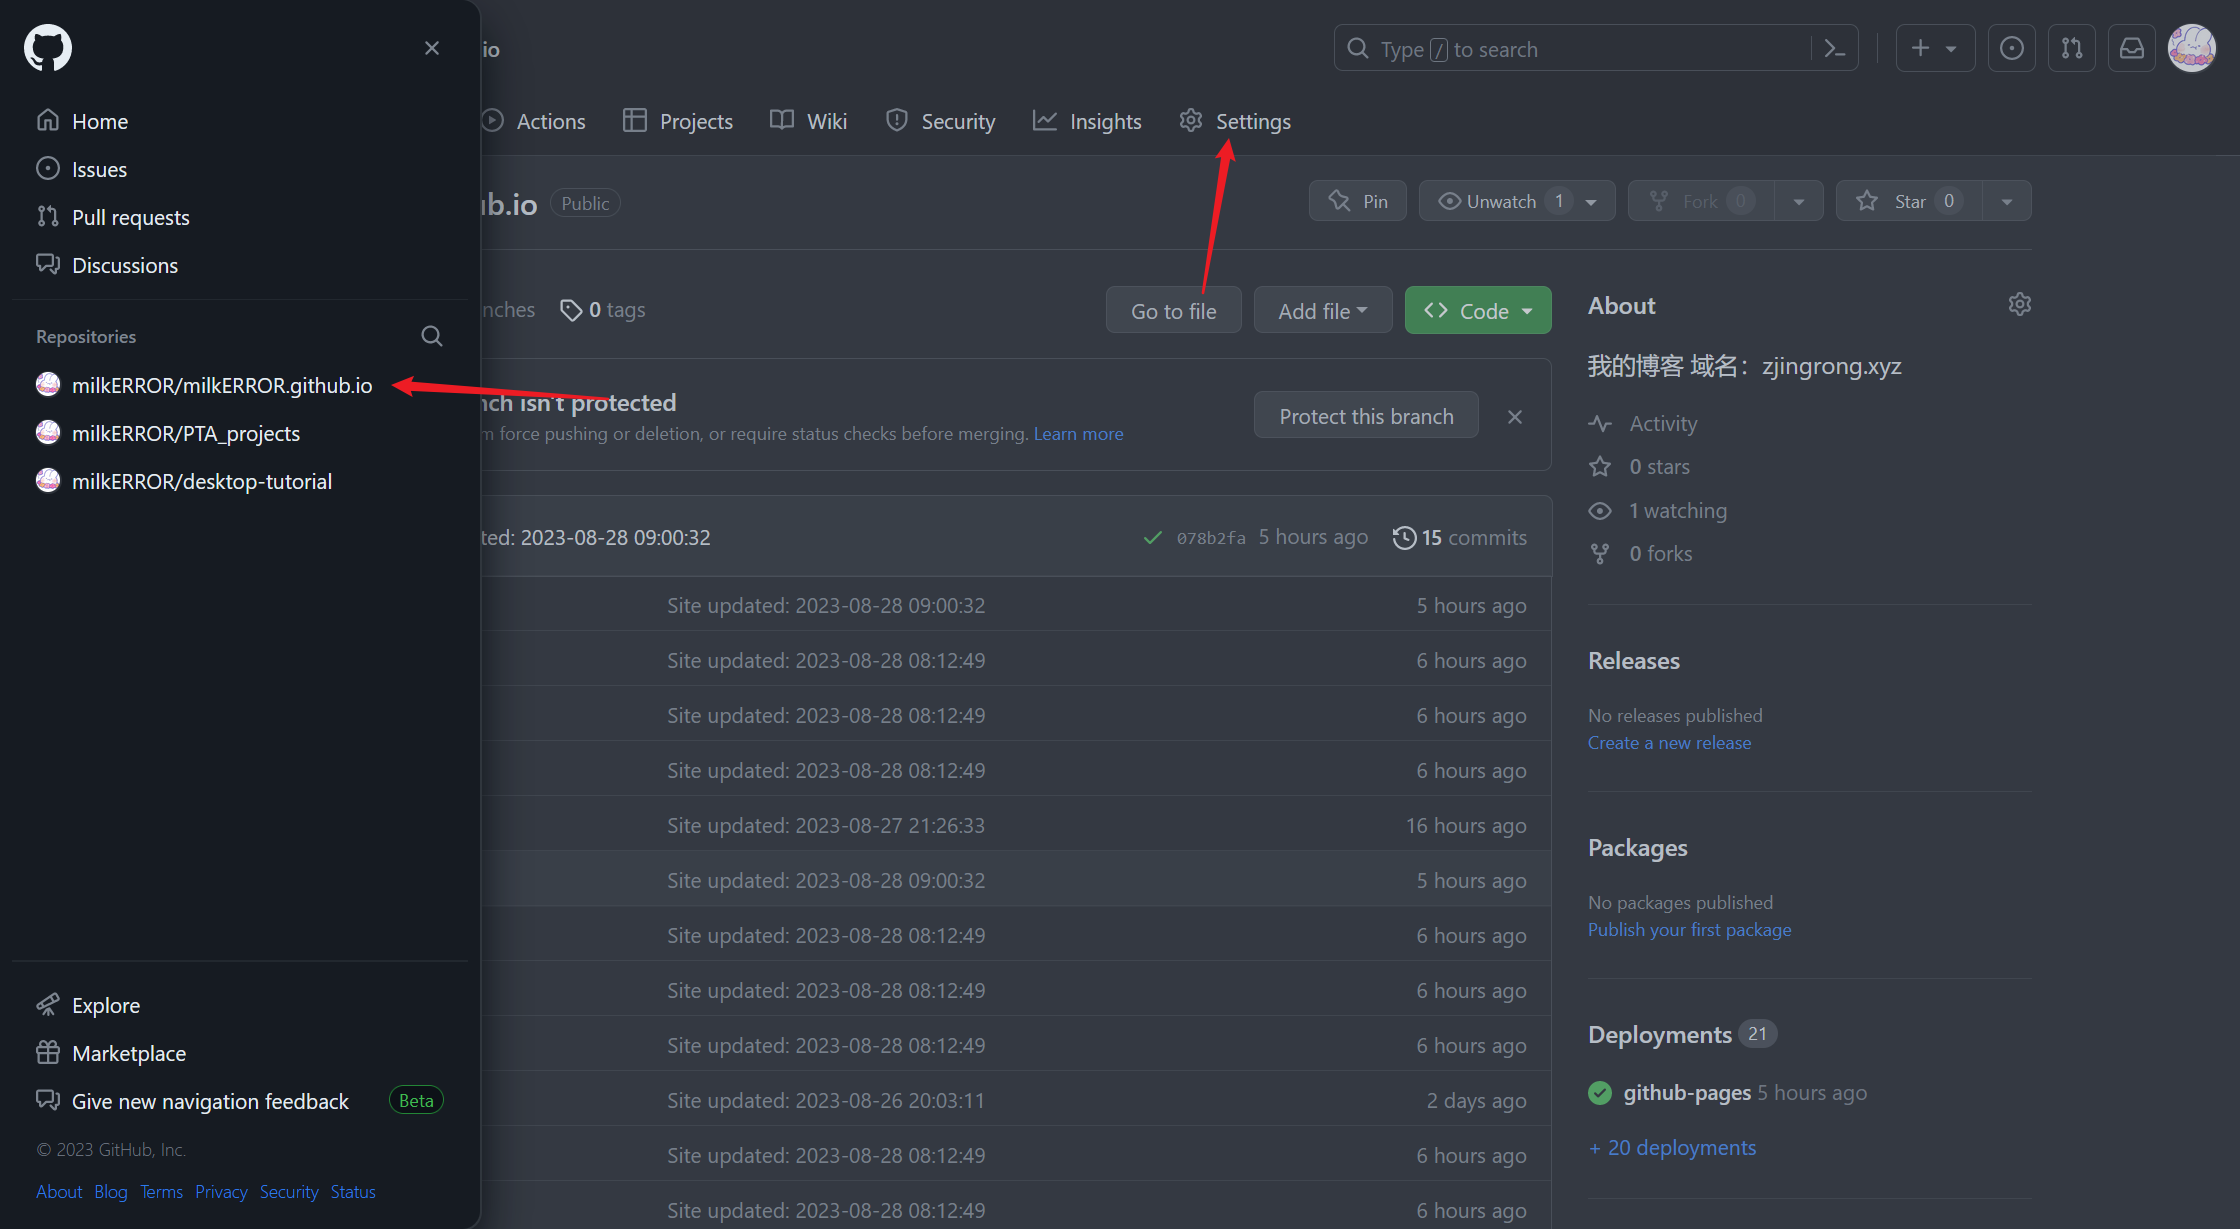 io
Type / to search
Home
Issues
Pull requests
Discussions
Repositories
milkERROR/milkERROR.github.io
milkERROR/PTA_projects
milkERROR/desktop-tutorial
Explore
Marketplace
Give new navigation feedback Beta
© 2023 GitHub, Inc.
About Blog Terms Privacy Security Status
Actions Projects Wiki Security Insights Settings
ub.io Public
Pin Unwatch 1 Fork 0 Star 0
nches 0 tags
Go to file Add file Code
nch isn't protected
m force pushing or deletion, or require status checks before merging. Learn more
Protect this branch
ted: 2023-08-28 09:00:32 078b2fa 5 hours ago 15 commits
Site updated: 2023-08-28 09:00:32 5 hours ago
Site updated: 2023-08-28 08:12:49 6 hours ago
Site updated: 2023-08-28 08:12:49 6 hours ago
Site updated: 2023-08-28 08:12:49 6 hours ago
Site updated: 2023-08-27 21:26:33 16 hours ago
Site updated: 2023-08-28 09:00:32 5 hours ago
Site updated: 2023-08-28 08:12:49 6 hours ago
Site updated: 2023-08-28 08:12:49 6 hours ago
Site updated: 2023-08-28 08:12:49 6 hours ago
Site updated: 2023-08-26 20:03:11 2 days ago
Site updated: 2023-08-28 08:12:49 6 hours ago
Site updated: 2023-08-28 08:12:49 6 hours ago
About
我的博客 域名：zjingrong.xyz
Activity
0 stars
1 watching
0 forks
Releases
No releases published
Create a new release
Packages
No packages published
Publish your first package
Deployments 21
github-pages 5 hours ago
+ 20 deployments